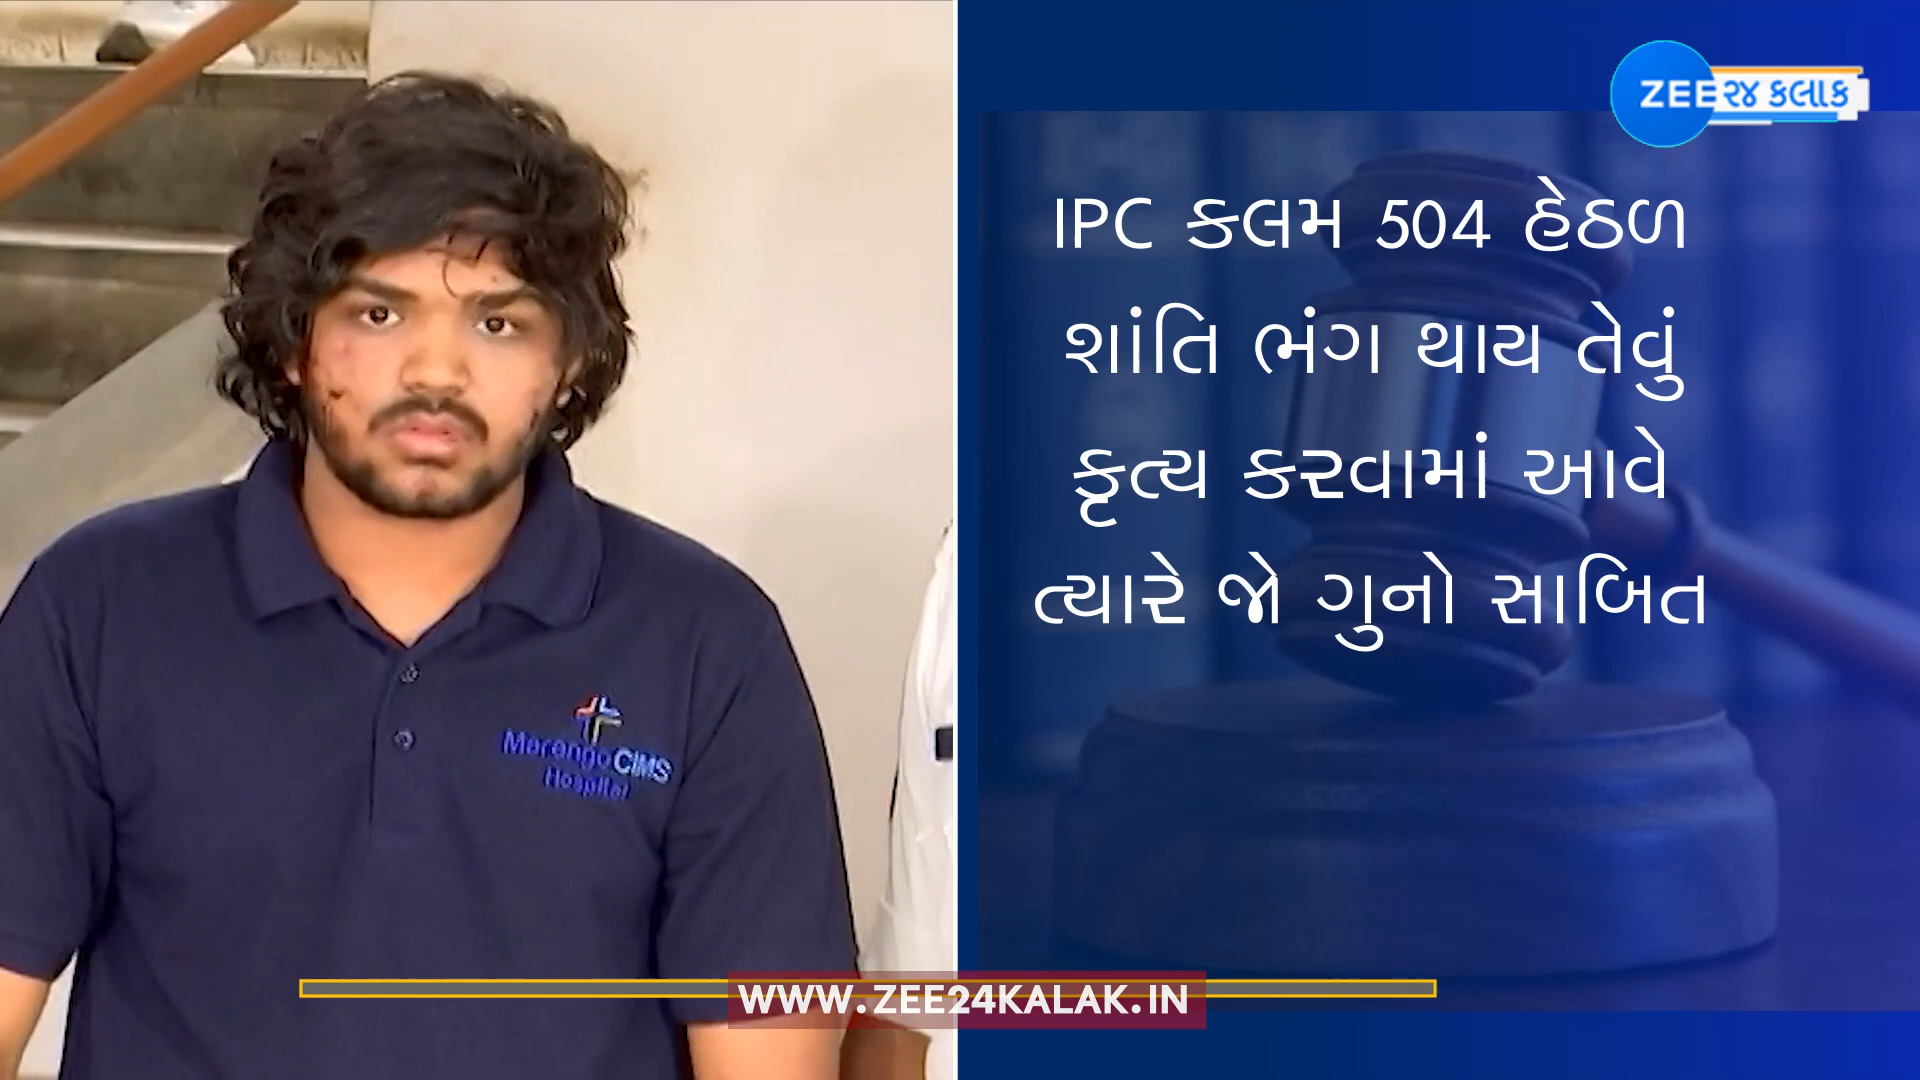 ZEE ૨૪ કલાક
IPC કલમ 504 હેઠળ
શાંતિ ભંગ થાય તેવું
કૃત્ય કરવામાં આવે
ત્યારે જો ગુનો સાબિત
Marengo CIMS
Hospital
WWW.ZEE24KALAK.IN